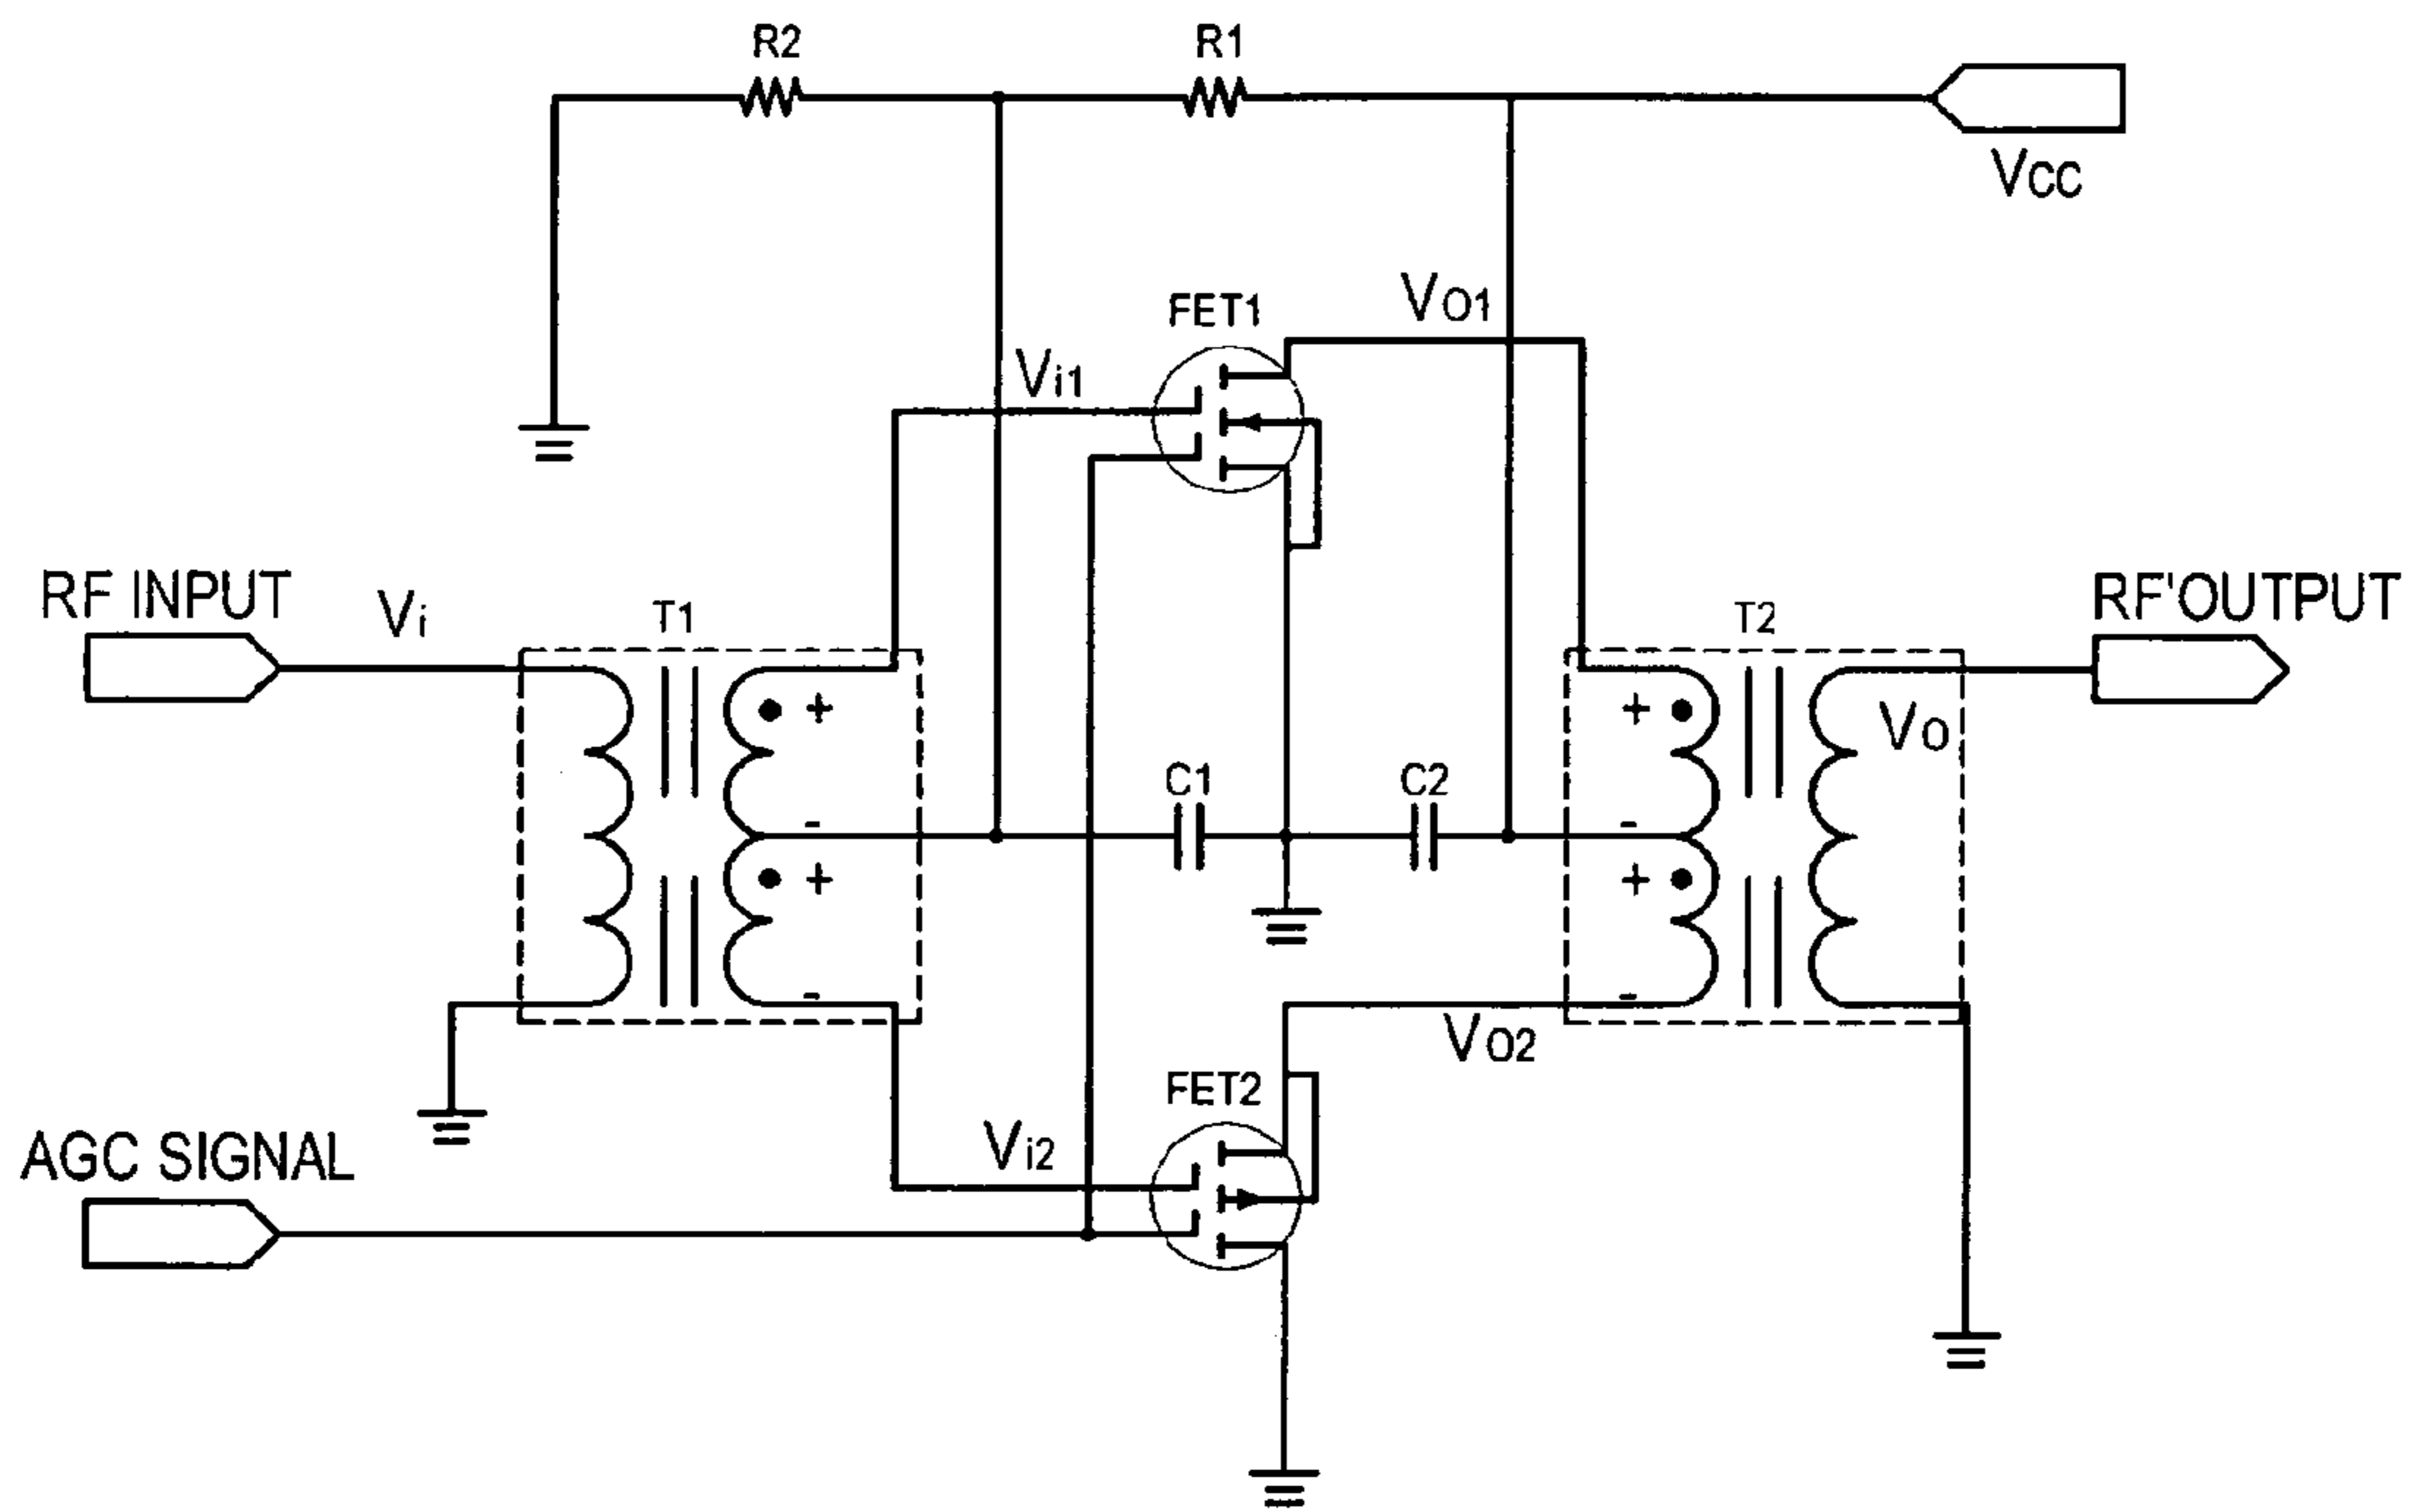 R2
R1
VCC
FET1
VO1
Vi1
RF INPUT
Vi
T1
T2
RF'OUTPUT
+
+
VO
C1
C2
-
-
+
+
-
-
VO2
FET2
Vi2
AGC SIGNAL